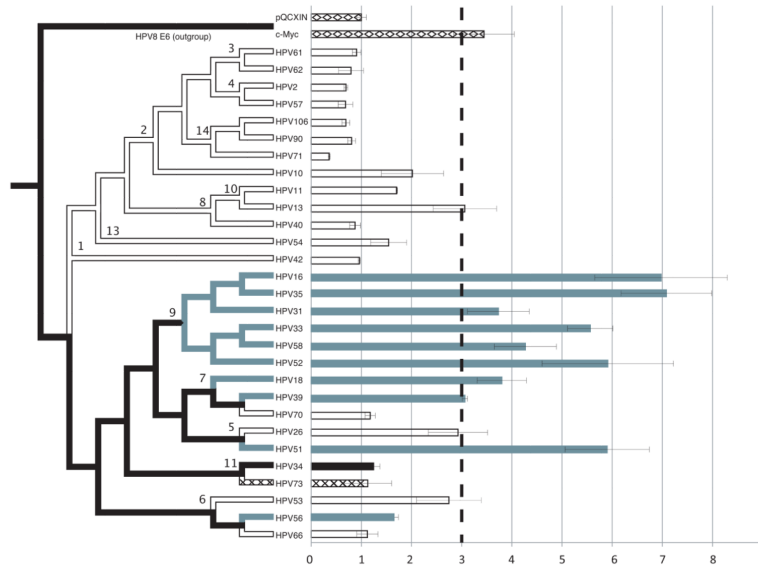 pQCXIN
c-Myc
HPV8 E6 (outgroup)
3
HPV61
HPV62
4
HPV2
HPV57
HPV106
2
14
HPV90
HPV71
HPV10
10
HPV11
8
HPV13
HPV40
13
HPV54
1
HPV42
HPV16
HPV35
9
HPV31
HPV33
HPV58
HPV52
7
HPV18
HPV39
HPV70
5
HPV26
HPV51
11
HPV34
HPV73
6
HPV53
HPV56
HPV66
0 1 2 3 4 5 6 7 8